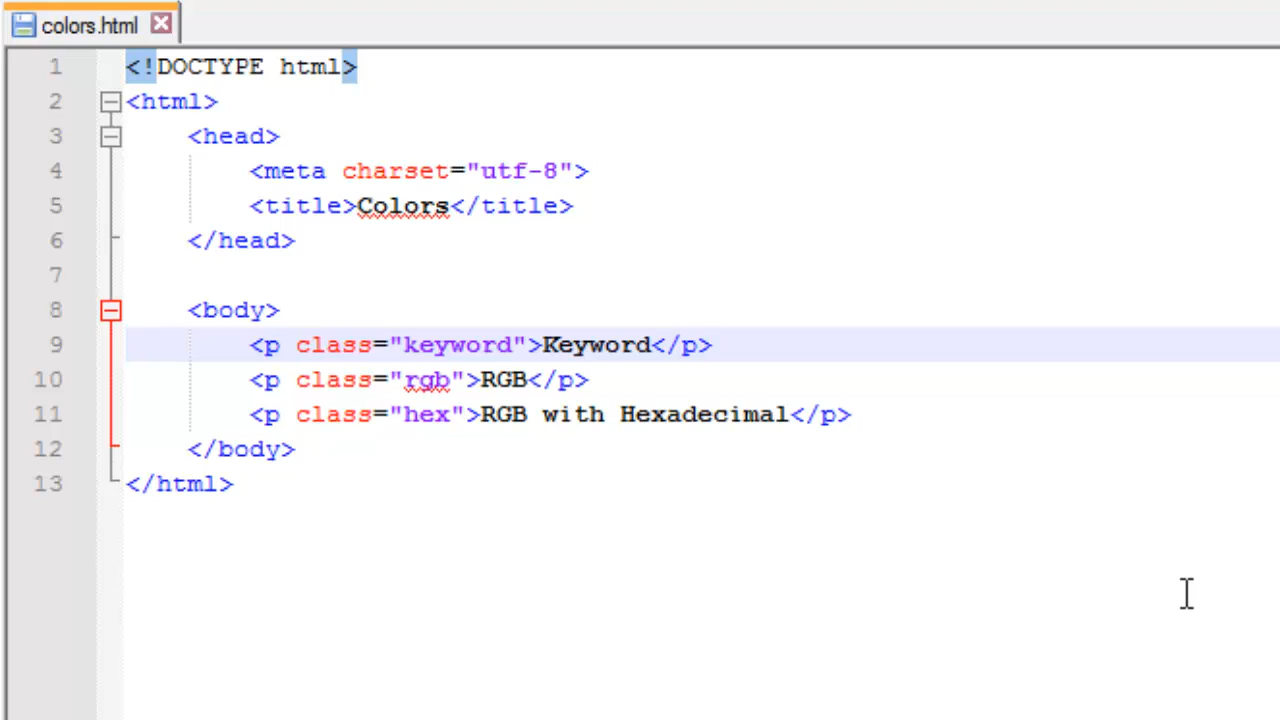 colors.html
1 <!DOCTYPE html>
2 <html>
3 <head>
4 <meta charset="utf-8">
5 <title>Colors</title>
6 </head>
7
8 <body>
9 <p class="keyword">Keyword</p>
10 <p class="rgb">RGB</p>
11 <p class="hex">RGB with Hexadecimal</p>
12 </body>
13 </html>